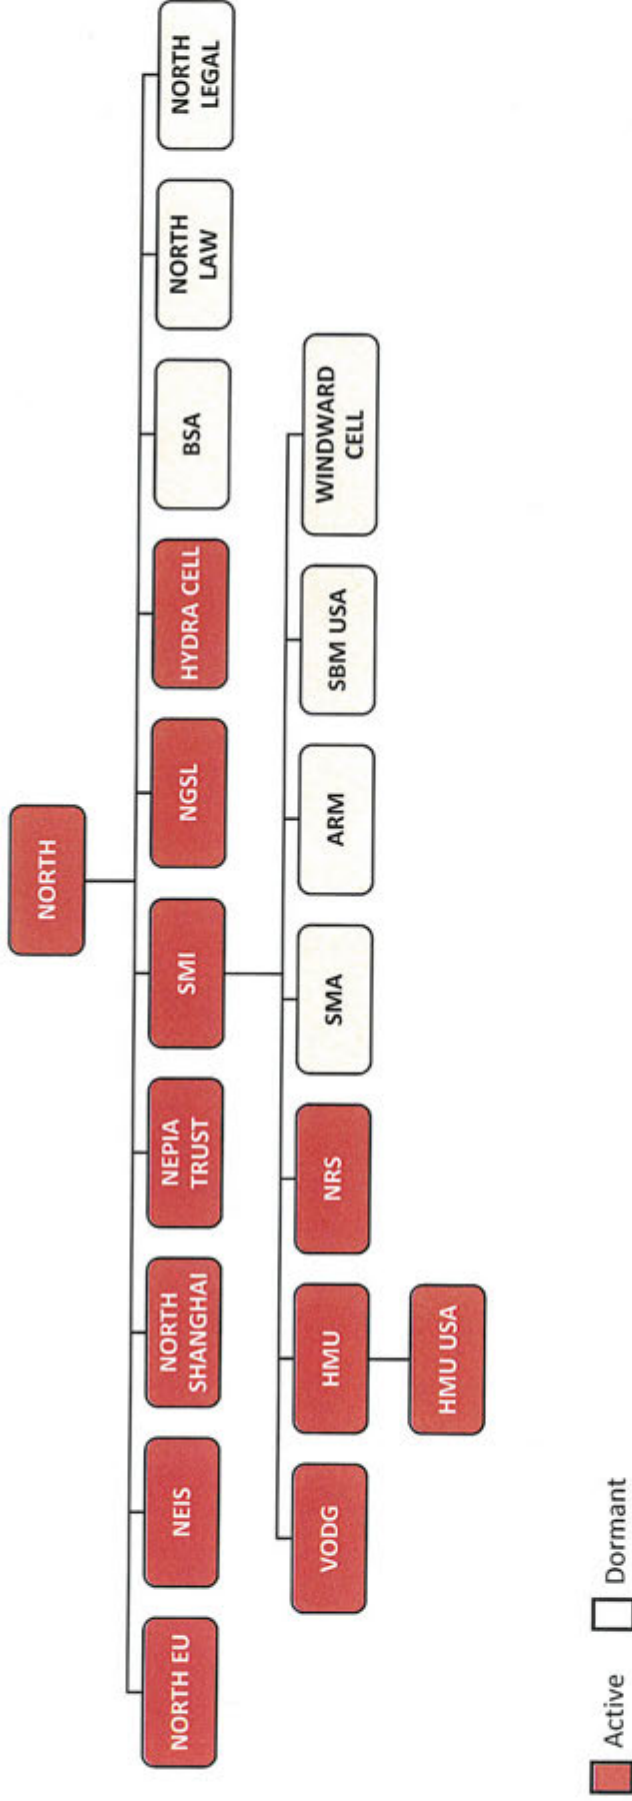 NORTH
NORTH EU
NEIS
NORTH
SHANGHAI
NEPIA
TRUST
SMI
NGSL
HYDRA CELL
BSA
NORTH
LAW
NORTH
LEGAL
VODG
HMU
NRS
SMA
ARM
SBM USA
WINDWARD
CELL
HMU USA
Active
Dormant